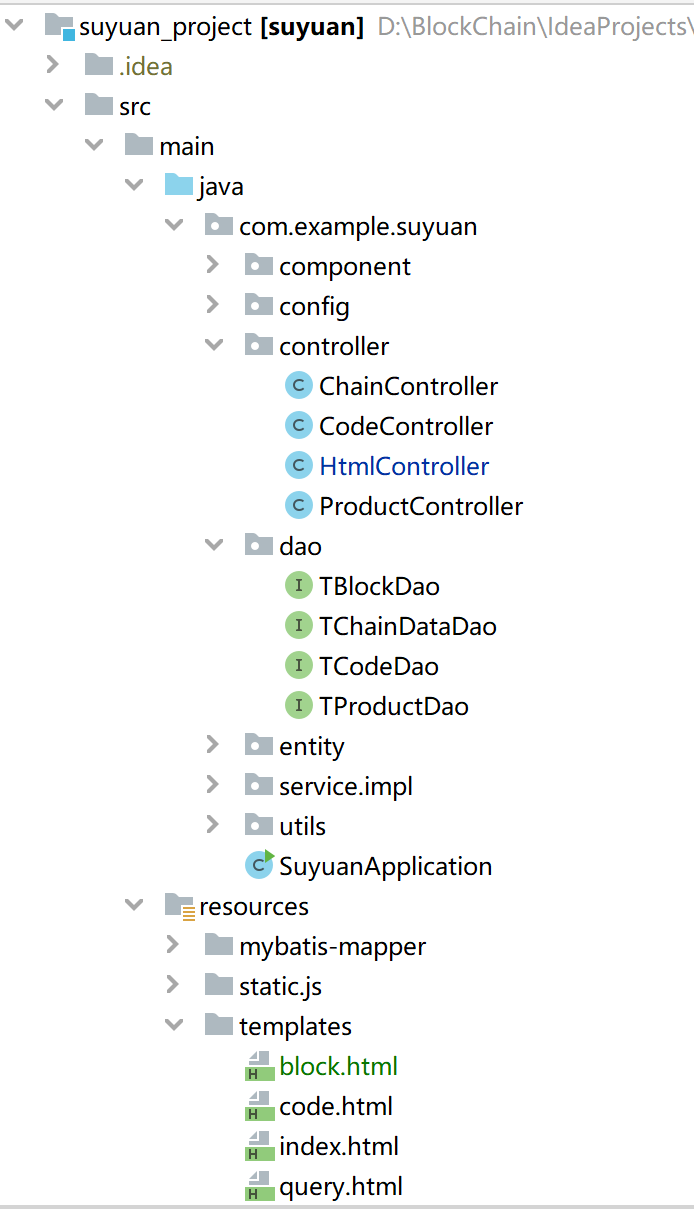 suyuan_project [suyuan] D:\BlockChain\IdeaProjects\
.idea
src
main
java
com.example.suyuan
component
config
controller
C ChainController
C CodeController
C HtmlController
C ProductController
dao
I TBlockDao
I TChainDataDao
I TCodeDao
I TProductDao
entity
service.impl
utils
C SuyuanApplication
resources
mybatis-mapper
static.js
templates
H block.html
H code.html
H index.html
H query.html